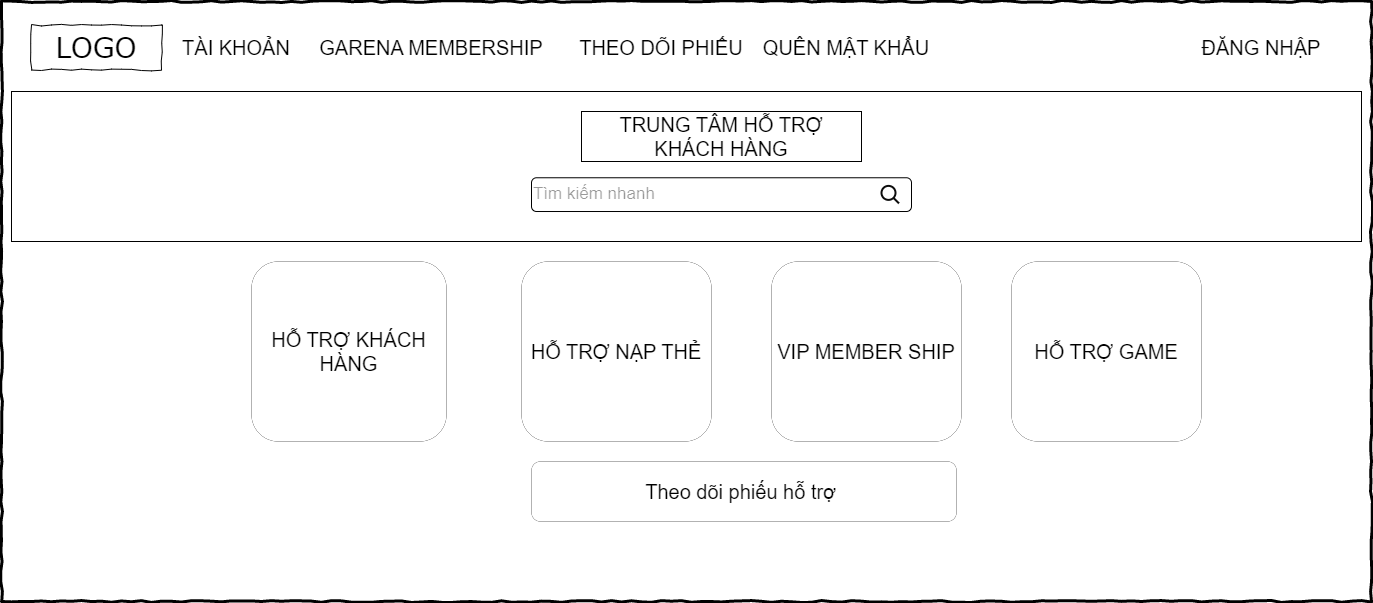 LOGO TÀI KHOẢN GARENA MEMBERSHIP THEO DÕI PHIẾU QUÊN MẬT KHẨU ĐĂNG NHẬP
TRUNG TÂM HỖ TRỢ
KHÁCH HÀNG
Tìm kiếm nhanh
HỖ TRỢ KHÁCH
HÀNG
HỖ TRỢ NẠP THẺ
VIP MEMBER SHIP
HỖ TRỢ GAME
Theo dõi phiếu hỗ trợ